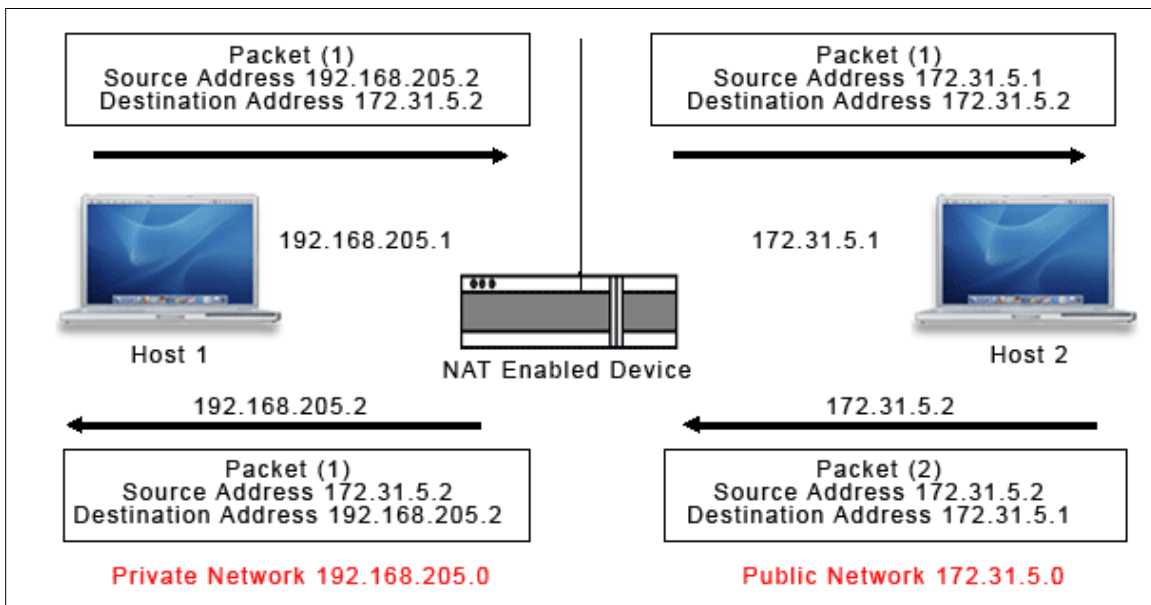 Packet (1)
Source Address 192.168.205.2
Destination Address 172.31.5.2
Packet (1)
Source Address 172.31.5.1
Destination Address 172.31.5.2
192.168.205.1
172.31.5.1
Host 1
NAT Enabled Device
Host 2
192.168.205.2
172.31.5.2
Packet (1)
Source Address 172.31.5.2
Destination Address 192.168.205.2
Packet (2)
Source Address 172.31.5.2
Destination Address 172.31.5.1
Private Network 192.168.205.0
Public Network 172.31.5.0